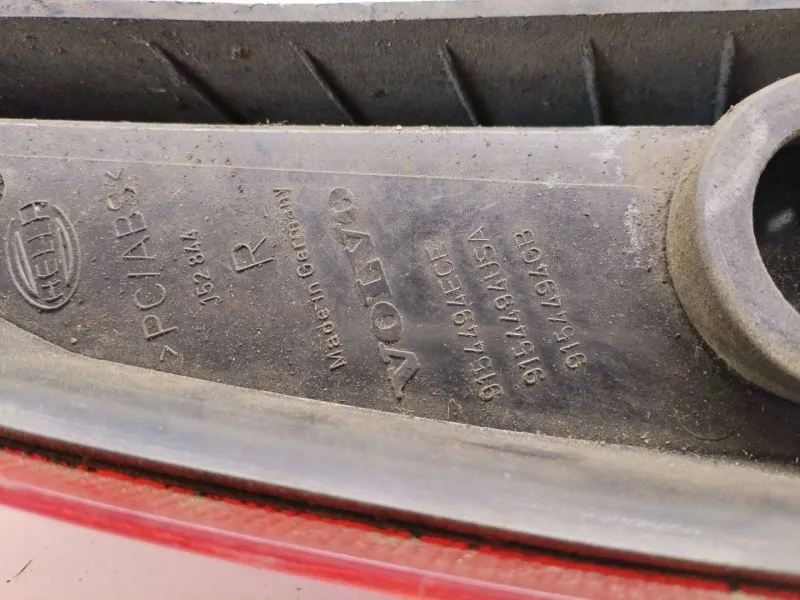 HELLA
>PC/ABS<
152 844
R
Made in Germany
VOLVO
9154494ECE
9154494USA
9154494GB